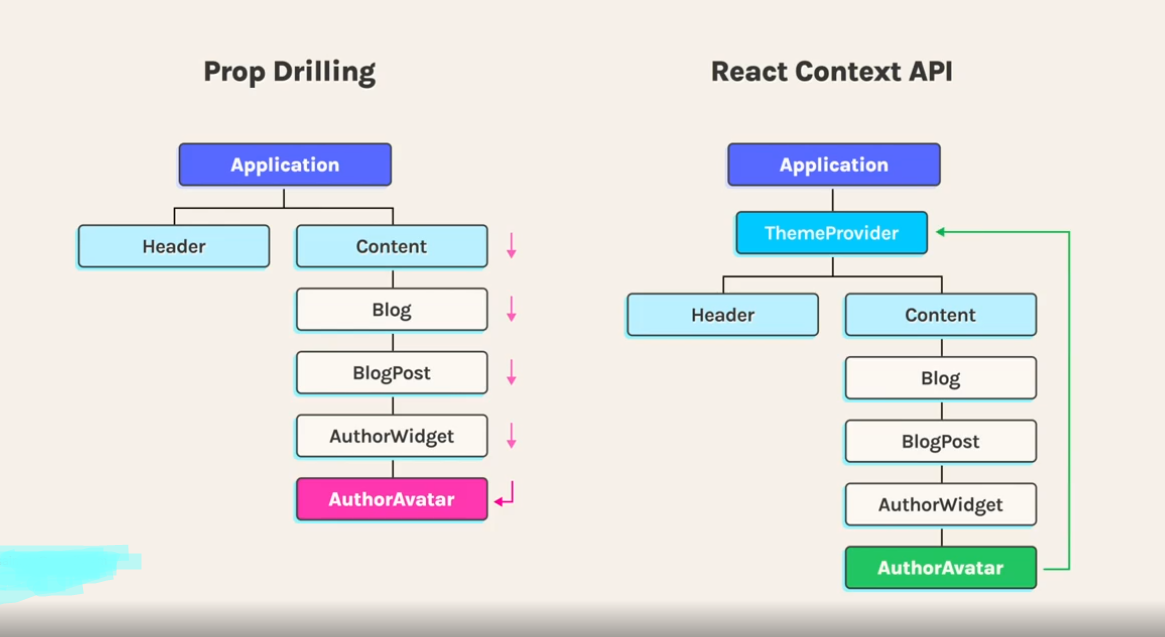 Prop Drilling
Application
Header
Content
Blog
BlogPost
AuthorWidget
AuthorAvatar
React Context API
Application
ThemeProvider
Header
Content
Blog
BlogPost
AuthorWidget
AuthorAvatar